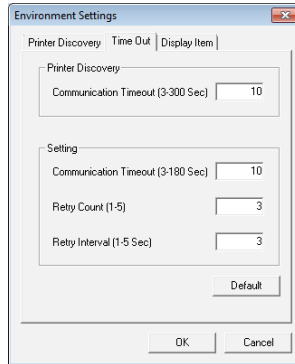 Environment Settings
Printer Discovery Time Out Display Item
Printer Discovery
Communication Timeout (3-300 Sec) 10
Setting
Communication Timeout (3-180 Sec) 10
Retry Count (1-5) 3
Retry Interval (1-5 Sec) 3
Default
OK Cancel